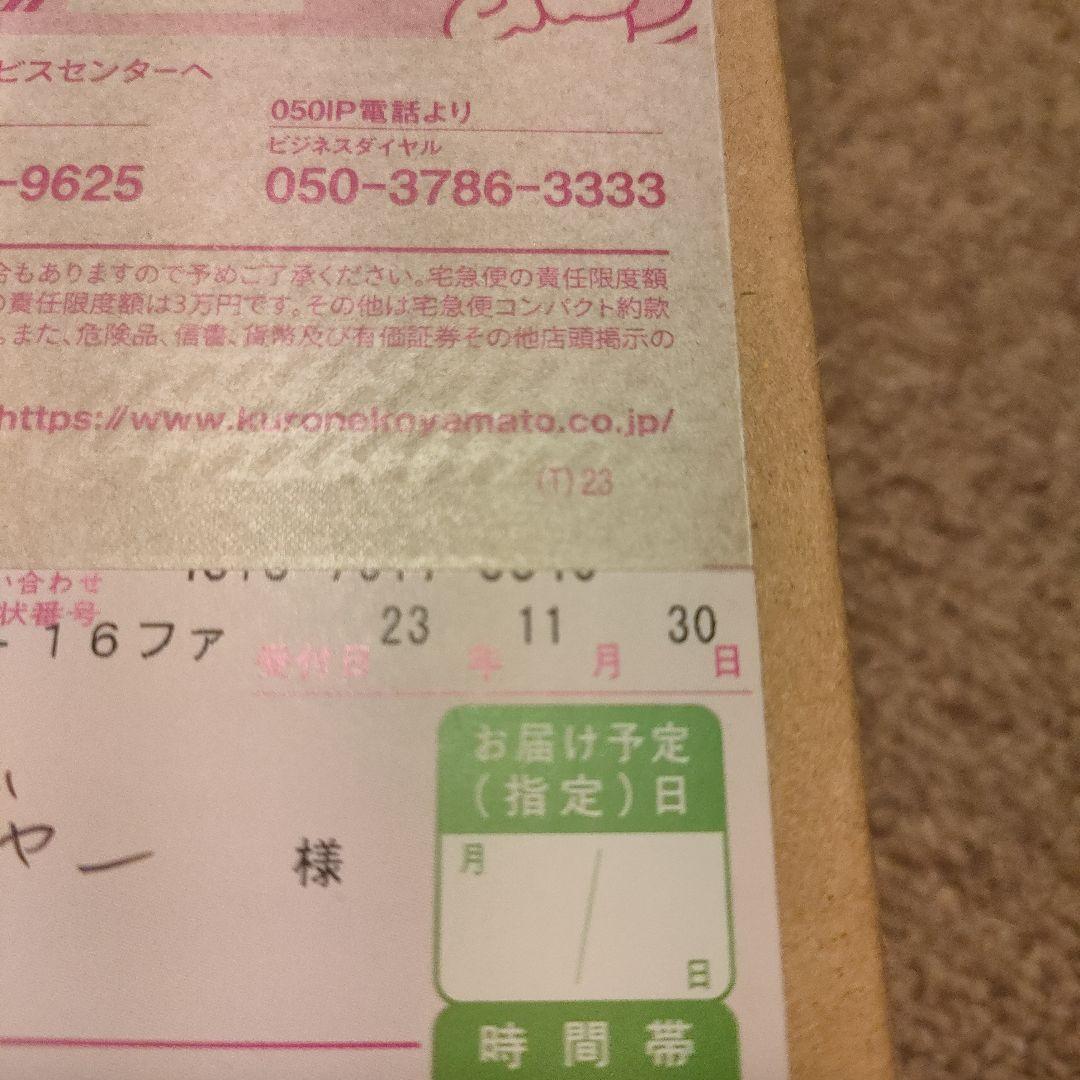 ビスセンターへ
050IP電話より
ビジネスダイヤル
-9625
050-3786-3333
合もありますので予めご了承ください。宅急便の責任限度額
の責任限度額は3万円です。その他は宅急便コンパクト約款
。また、危険品、信書、貨幣及び有価証券その他店頭掲示の
https://www.kuronekoyamato.co.jp/
(T) 23
い合わせ
状番号
16ファ
受付日 23 年 11 月 30 日
お届け予定
(指定)日
ヤー 様
月
日
時間帯